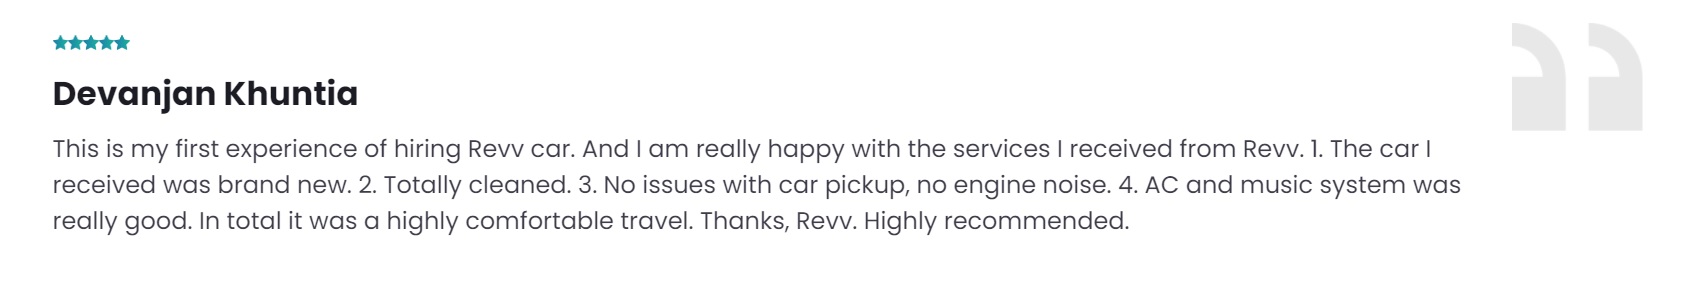 Devanjan Khuntia
This is my first experience of hiring Revv car. And I am really happy with the services I received from Revv. 1. The car I
received was brand new. 2. Totally cleaned. 3. No issues with car pickup, no engine noise. 4. AC and music system was
really good. In total it was a highly comfortable travel. Thanks, Revv. Highly recommended.